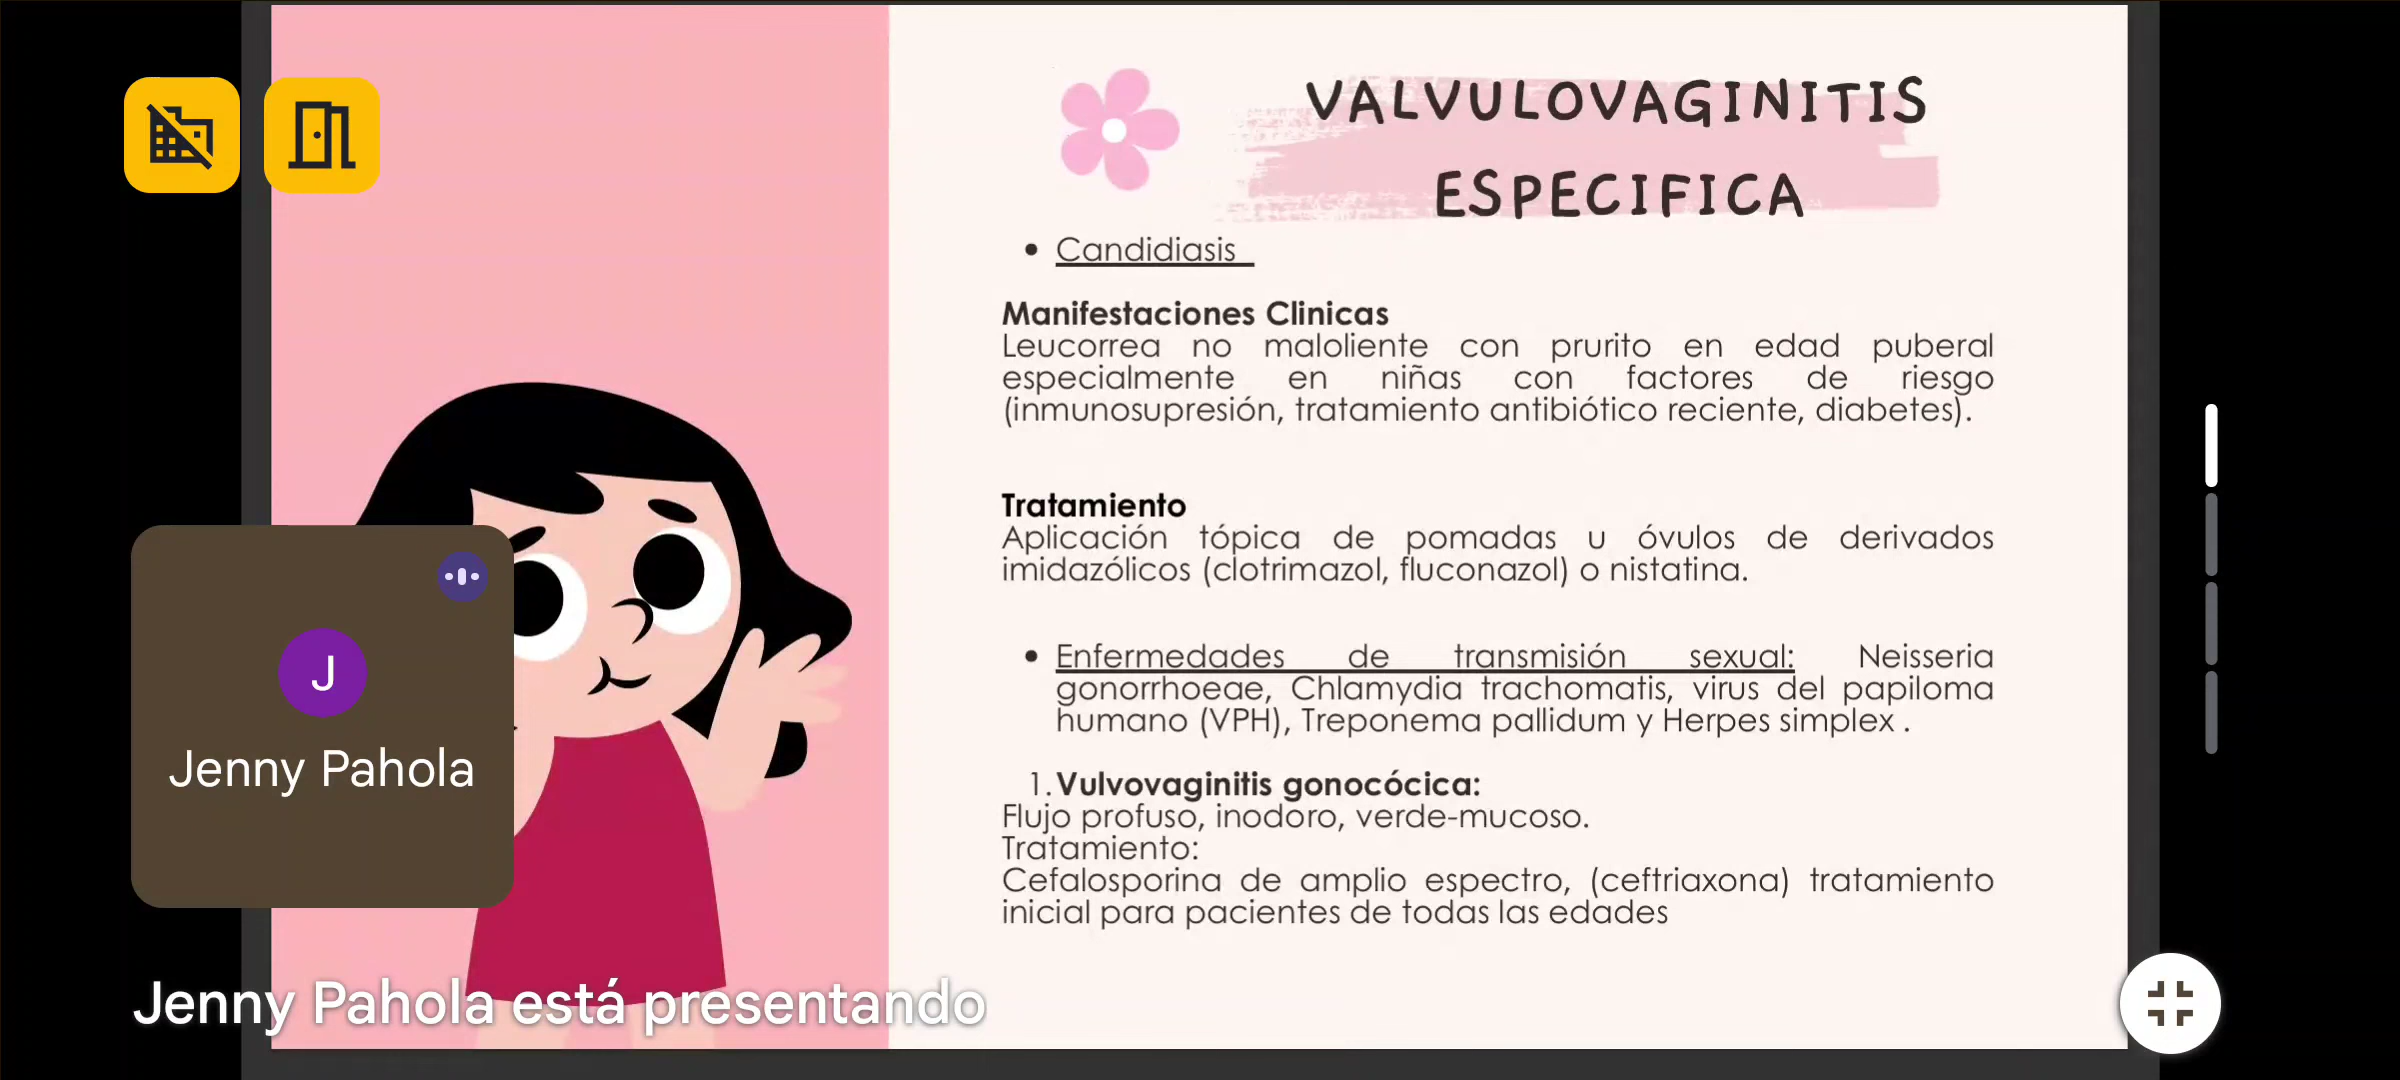 VALVULOVAGINITIS
ESPECIFICA
• Candidiasis
Manifestaciones Clinicas
Leucorrea no maloliente con prurito en edad puberal
especialmente en niñas con factores de riesgo
(inmunosupresión, tratamiento antibiótico reciente, diabetes).
Tratamiento
Aplicación tópica de pomadas u óvulos de derivados
imidazólicos (clotrimazol, fluconazol) o nistatina.
• Enfermedades de transmisión sexual: Neisseria
gonorrhoeae, Chlamydia trachomatis, virus del papiloma
humano (VPH), Treponema pallidum y Herpes simplex .
1. Vulvovaginitis gonocócica:
Flujo profuso, inodoro, verde-mucoso.
Tratamiento:
Cefalosporina de amplio espectro, (ceftriaxona) tratamiento
inicial para pacientes de todas las edades
J
Jenny Pahola
Jenny Pahola está presentando